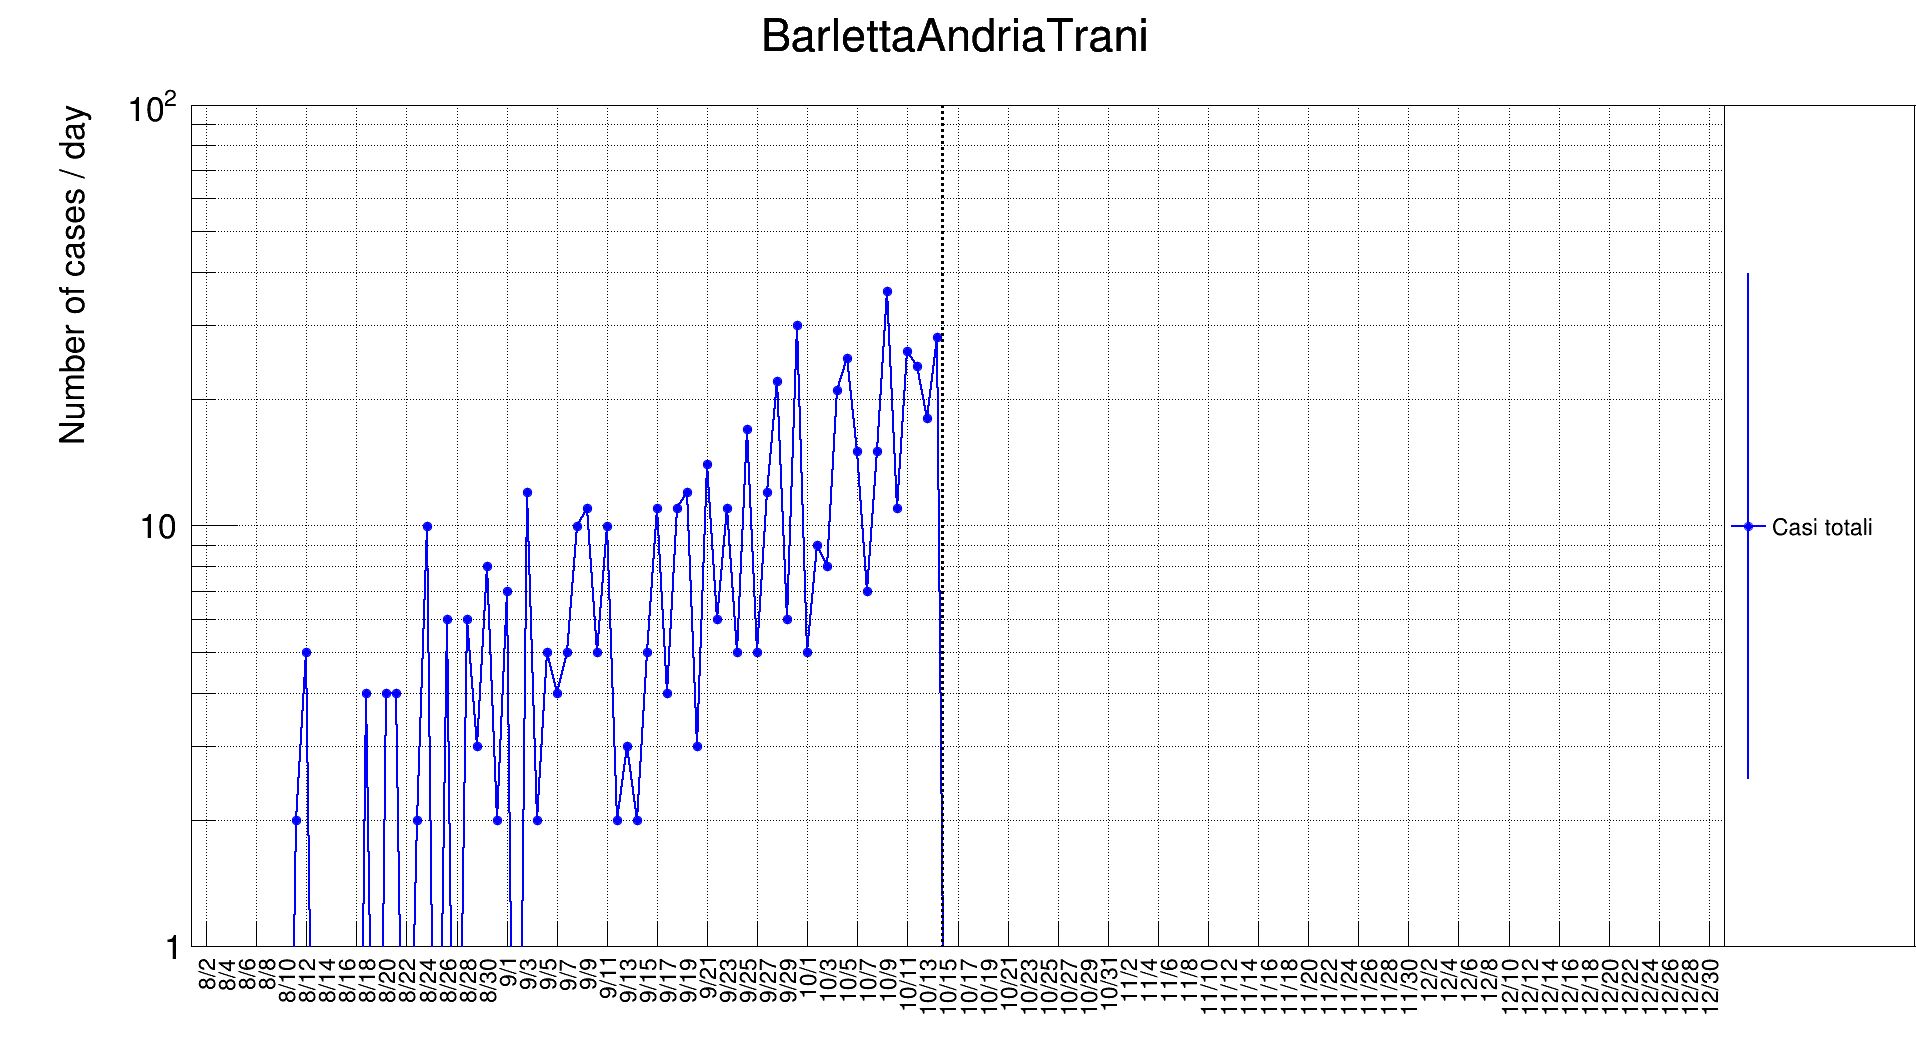 BarlettaAndriaTrani
Number of cases / day
10²
10
1
Casi totali
8/2 8/4 8/6 8/8 8/10 8/12 8/14 8/16 8/18 8/20 8/22 8/24 8/26 8/28 8/30 9/1 9/3 9/5 9/7 9/9 9/11 9/13 9/15 9/17 9/19 9/21 9/23 9/25 9/27 9/29 10/1 10/3 10/5 10/7 10/9 10/11 10/13 10/15 10/17 10/19 10/21 10/23 10/25 10/27 10/29 10/31 11/2 11/4 11/6 11/8 11/10 11/12 11/14 11/16 11/18 11/20 11/22 11/24 11/26 11/28 11/30 12/2 12/4 12/6 12/8 12/10 12/12 12/14 12/16 12/18 12/20 12/22 12/24 12/26 12/28 12/30